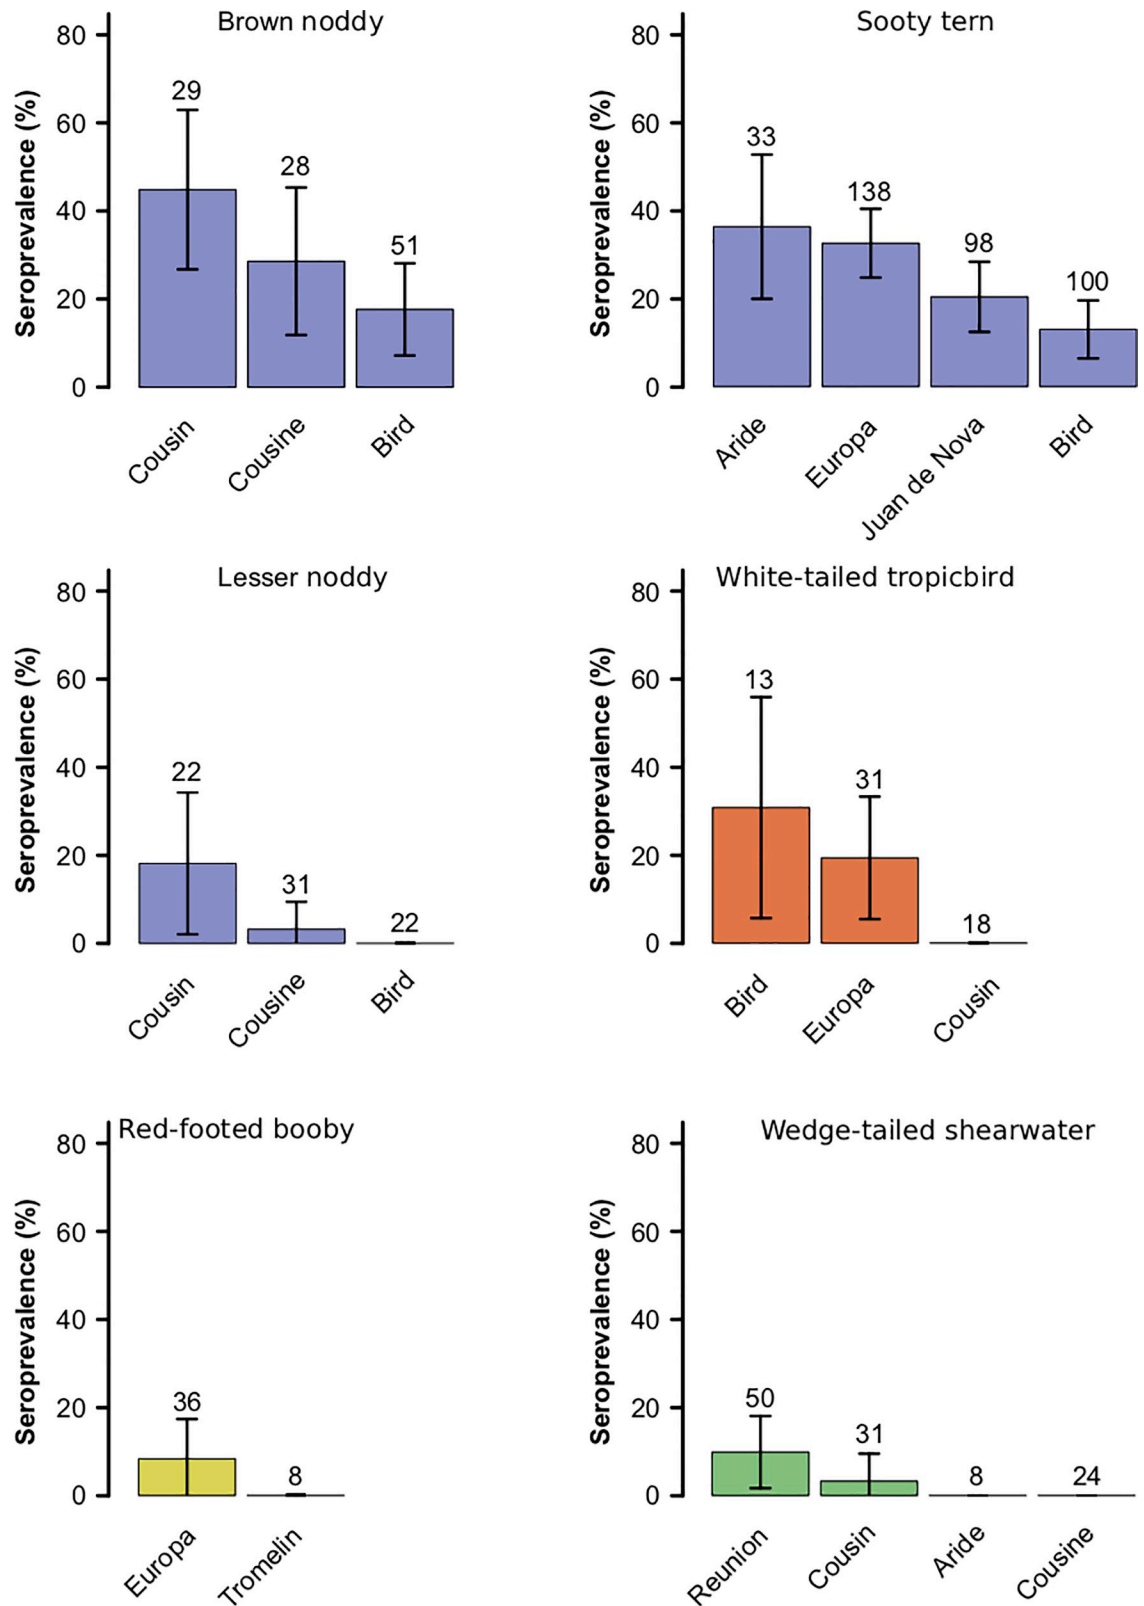 Brown noddy
Seroprevalence (%)
80
60
40
20
0
29
28
51
Cousin
Cousine
Bird
Sooty tern
Seroprevalence (%)
80
60
40
20
0
33
138
98
100
Aride
Europa
Juan de Nova
Bird
Lesser noddy
Seroprevalence (%)
80
60
40
20
0
22
31
22
Cousin
Cousine
Bird
White-tailed tropicbird
Seroprevalence (%)
80
60
40
20
0
13
31
18
Bird
Europa
Cousin
Red-footed booby
Seroprevalence (%)
80
60
40
20
0
36
8
Europa
Tromelin
Wedge-tailed shearwater
Seroprevalence (%)
80
60
40
20
0
50
31
8
24
Reunion
Cousin
Aride
Cousine